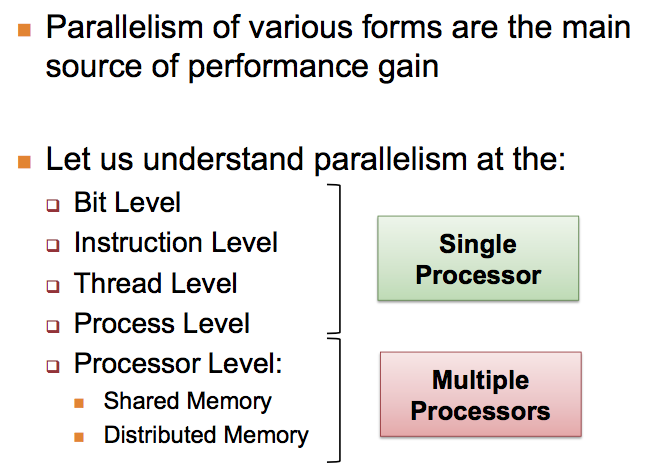 Parallelism of various forms are the main
source of performance gain
Let us understand parallelism at the:
Bit Level
Instruction Level
Thread Level
Process Level
Single
Processor
Processor Level:
Shared Memory
Distributed Memory
Multiple
Processors